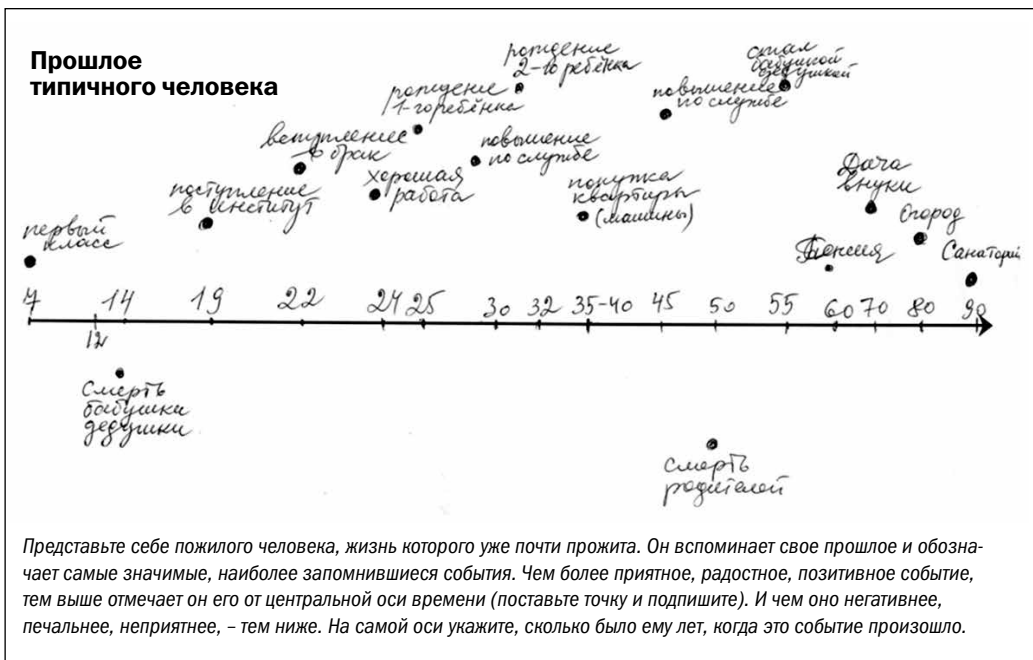 Прошлое
типичного человека
рождение
2-го ребёнка
стал
бабушкой
дедушкой
рождение
1-го ребёнка
повышение
по службе
вступление
в брак
повышение
по службе
поступление
в институт
хорошая
работа
покупка
квартиры
(машины)
Дача
внуки
Огород
первый
класс
Пенсия
Санаторий
7 14 19 22 24 25 30 32 35-40 45 50 55 60 70 80 90
12
Смерть
бабушки
дедушки
Смерть
родителей
Представьте себе пожилого человека, жизнь которого уже почти прожита. Он вспоминает свое прошлое и обозна-
чает самые значимые, наиболее запомнившиеся события. Чем более приятное, радостное, позитивное событие,
тем выше отмечает он его от центральной оси времени (поставьте точку и подпишите). И чем оно негативнее,
печальнее, неприятнее, – тем ниже. На самой оси укажите, сколько было ему лет, когда это событие произошло.